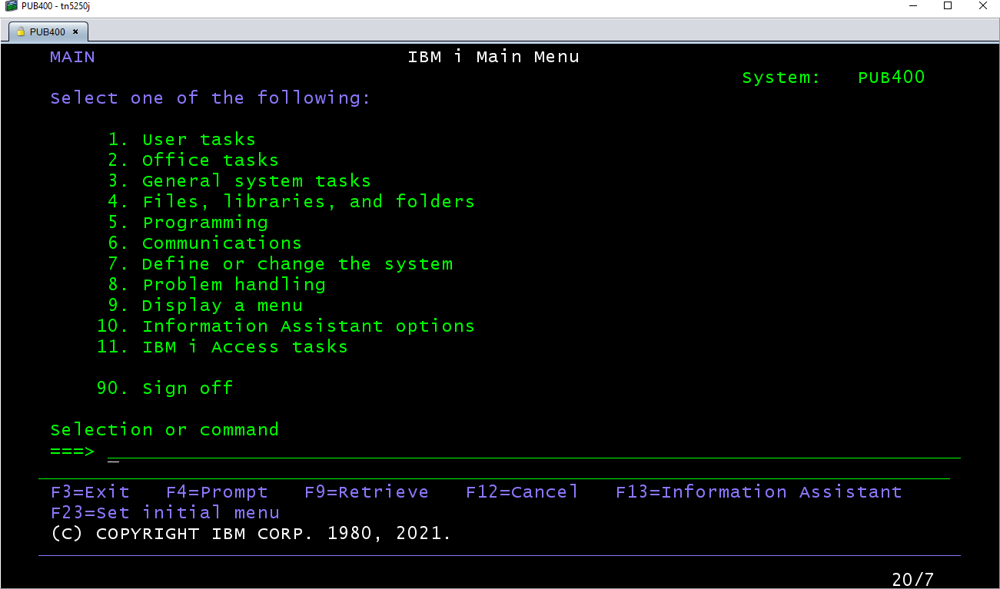 PUB400 - tn5250j
PUB400
MAIN IBM i Main Menu
System: PUB400
Select one of the following:
1. User tasks
2. Office tasks
3. General system tasks
4. Files, libraries, and folders
5. Programming
6. Communications
7. Define or change the system
8. Problem handling
9. Display a menu
10. Information Assistant options
11. IBM i Access tasks
90. Sign off
Selection or command
===>
F3=Exit F4=Prompt F9=Retrieve F12=Cancel F13=Information Assistant
F23=Set initial menu
(C) COPYRIGHT IBM CORP. 1980, 2021.
20/7